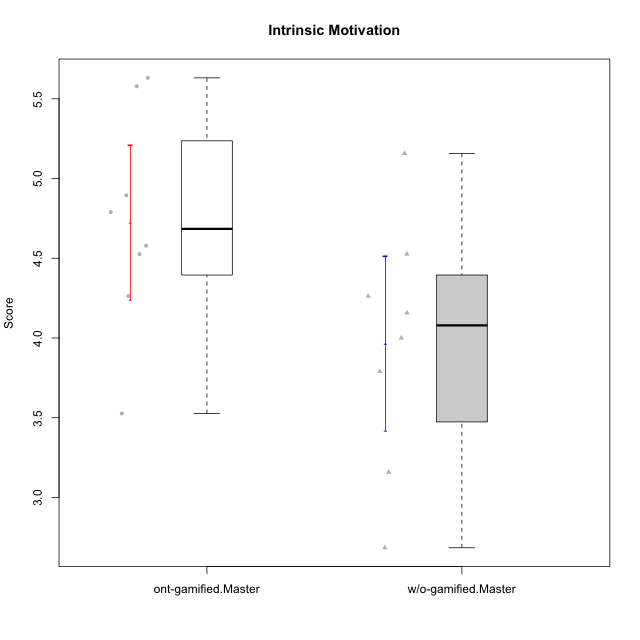 Intrinsic Motivation
5.5
5.0
4.5
4.0
3.5
3.0
Score
ont-gamified.Master
w/o-gamified.Master